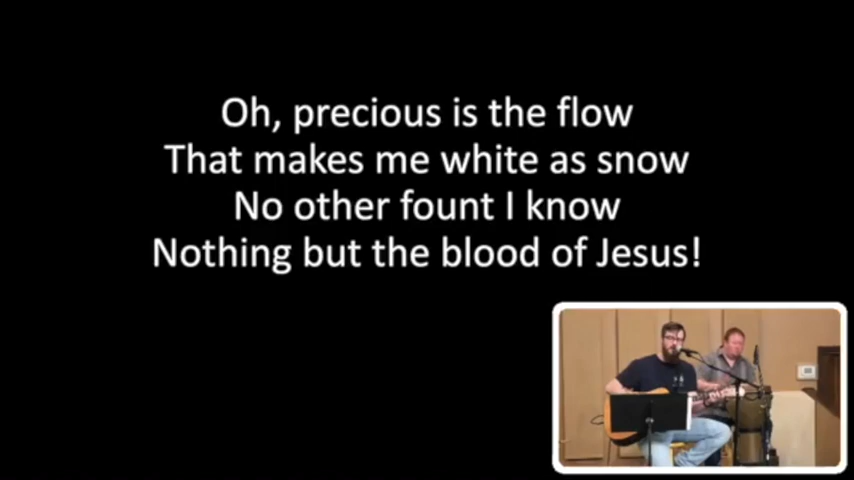 Oh, precious is the flow
That makes me white as snow
No other fount I know
Nothing but the blood of Jesus!